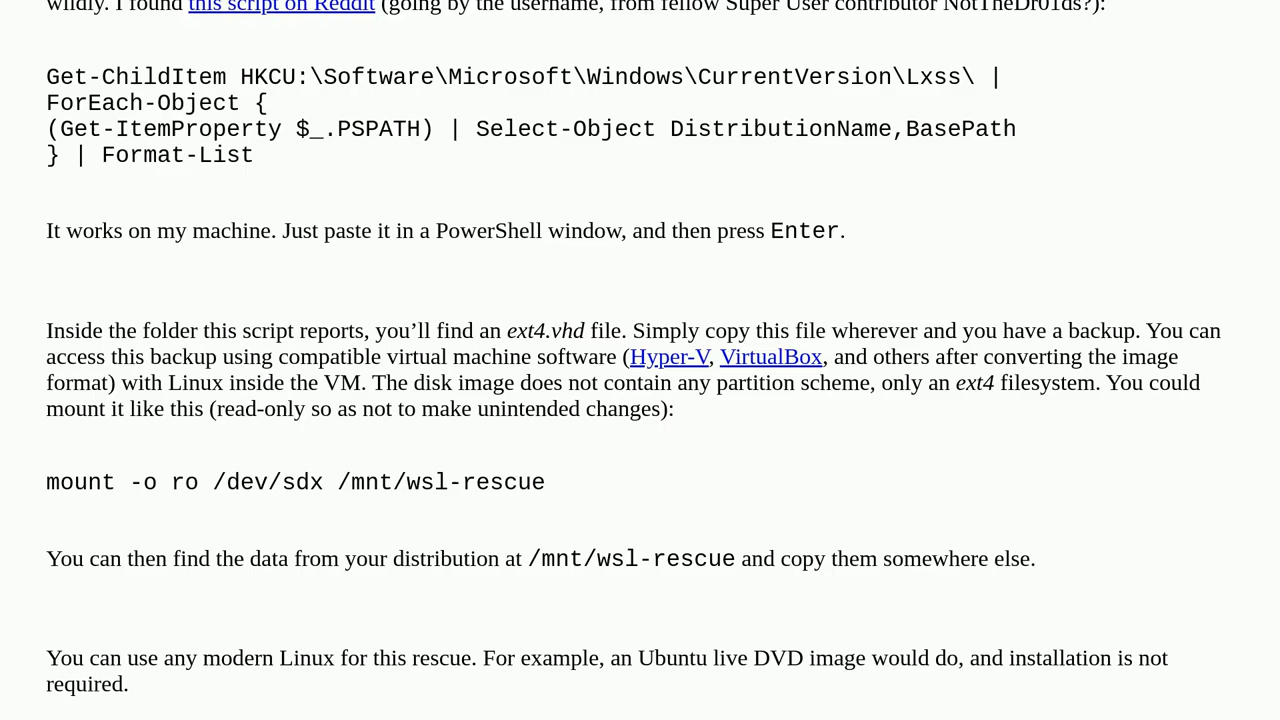 wildly. I found this script on Reddit (going by the username, from fellow Super User contributor NotTheDr01ds?):
Get-ChildItem HKCU:\Software\Microsoft\Windows\CurrentVersion\Lxss\ |
ForEach-Object {
(Get-ItemProperty $_.PSPATH) | Select-Object DistributionName,BasePath
} | Format-List
It works on my machine. Just paste it in a PowerShell window, and then press Enter.
Inside the folder this script reports, you’ll find an ext4.vhd file. Simply copy this file wherever and you have a backup. You can
access this backup using compatible virtual machine software (Hyper-V, VirtualBox, and others after converting the image
format) with Linux inside the VM. The disk image does not contain any partition scheme, only an ext4 filesystem. You could
mount it like this (read-only so as not to make unintended changes):
mount -o ro /dev/sdx /mnt/wsl-rescue
You can then find the data from your distribution at /mnt/wsl-rescue and copy them somewhere else.
You can use any modern Linux for this rescue. For example, an Ubuntu live DVD image would do, and installation is not
required.